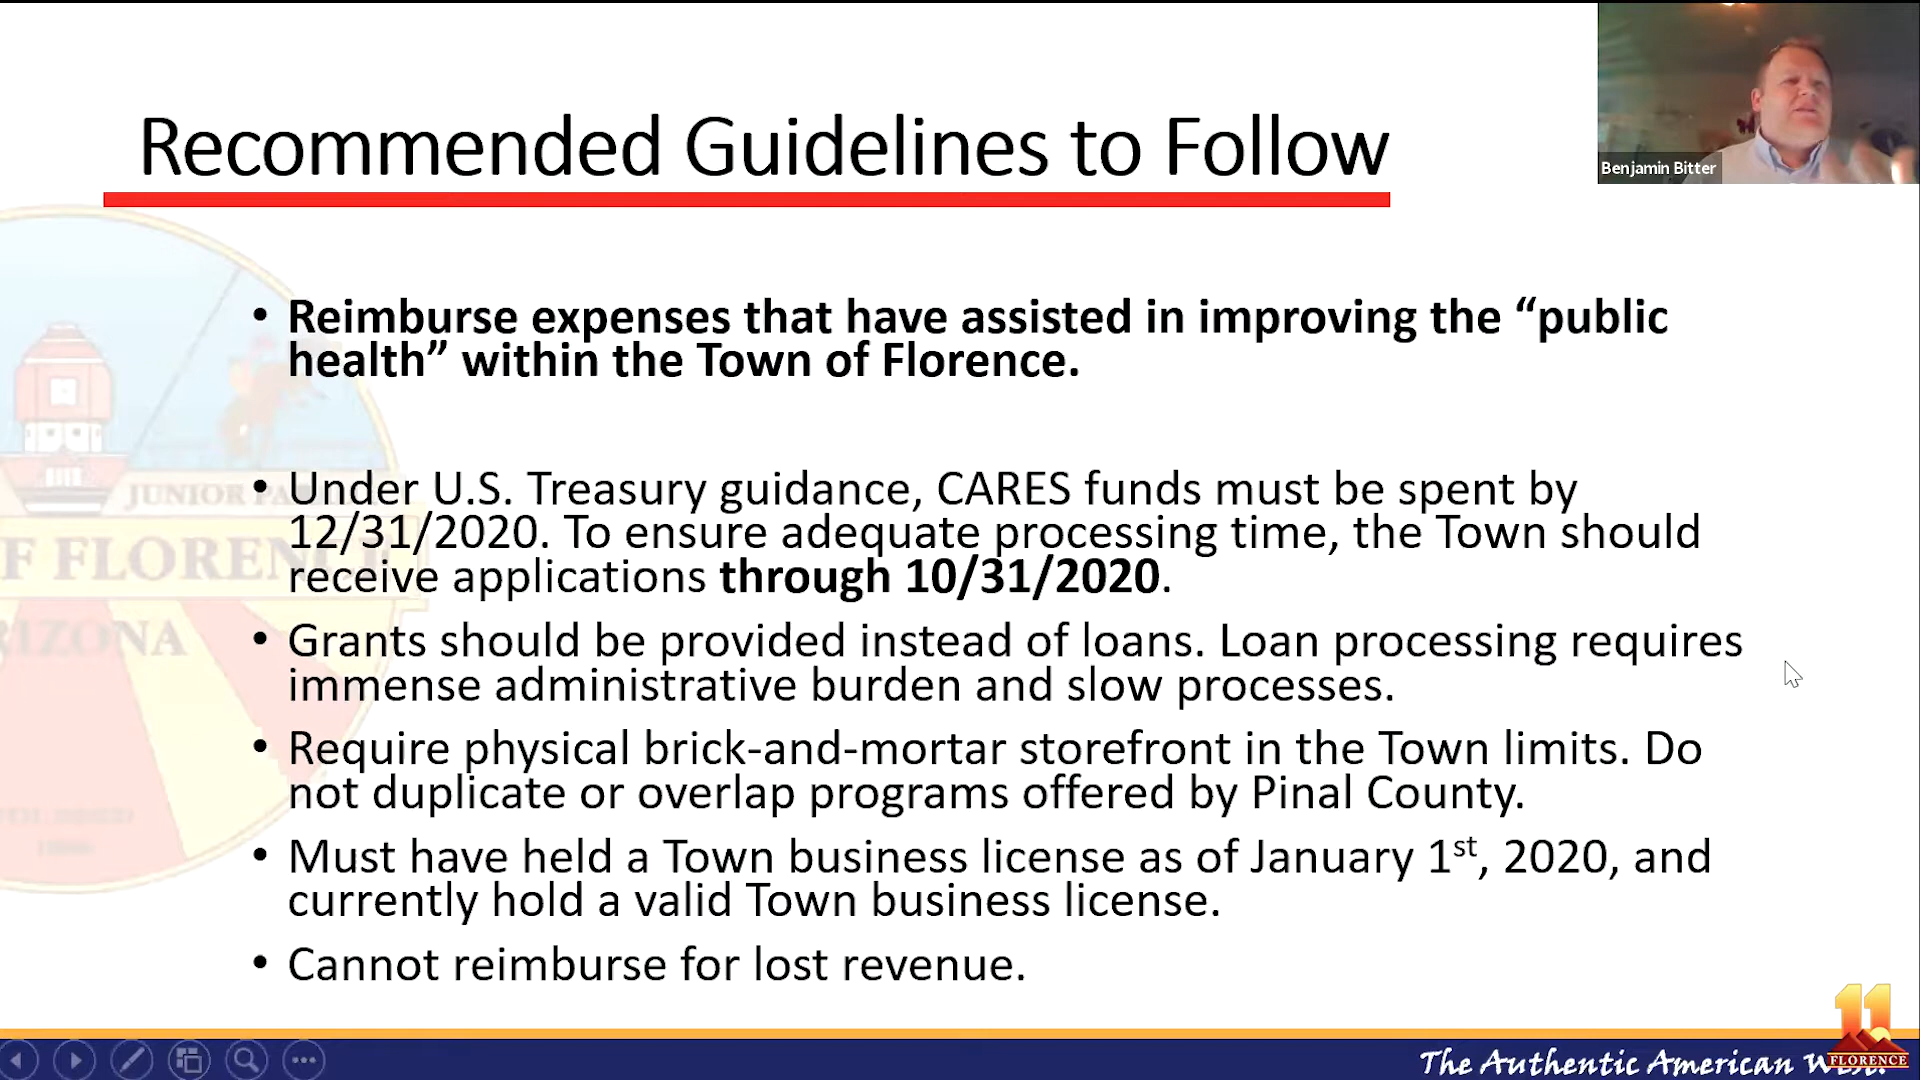 Recommended Guidelines to Follow
Benjamin Bitter
• Reimburse expenses that have assisted in improving the “public
health” within the Town of Florence.
• Under U.S. Treasury guidance, CARES funds must be spent by
12/31/2020. To ensure adequate processing time, the Town should
receive applications through 10/31/2020.
• Grants should be provided instead of loans. Loan processing requires
immense administrative burden and slow processes.
• Require physical brick-and-mortar storefront in the Town limits. Do
not duplicate or overlap programs offered by Pinal County.
• Must have held a Town business license as of January 1st, 2020, and
currently hold a valid Town business license.
• Cannot reimburse for lost revenue.
JUNIOR
F FLOREN
RIZONA
11
FLORENCE
The Authentic American West.